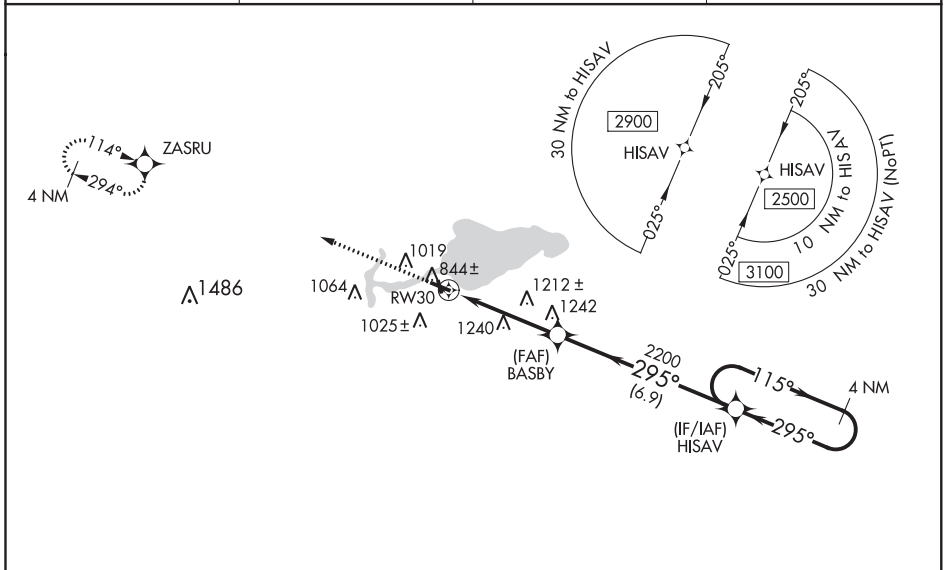 30 NM to HISAV
205°
2900
HISAV
025°
205°
HISAV
2500
10 NM to HISAV
30 NM to HISAV (NoPT)
025°
3100
114°
ZASRU
294°
4 NM
1019
844±
1064
RW30
1486
1025±
1212 ±
1242
1240
(FAF)
BASBY
2200
295°
(6.9)
115°
4 NM
(IF/IAF)
HISAV
295°